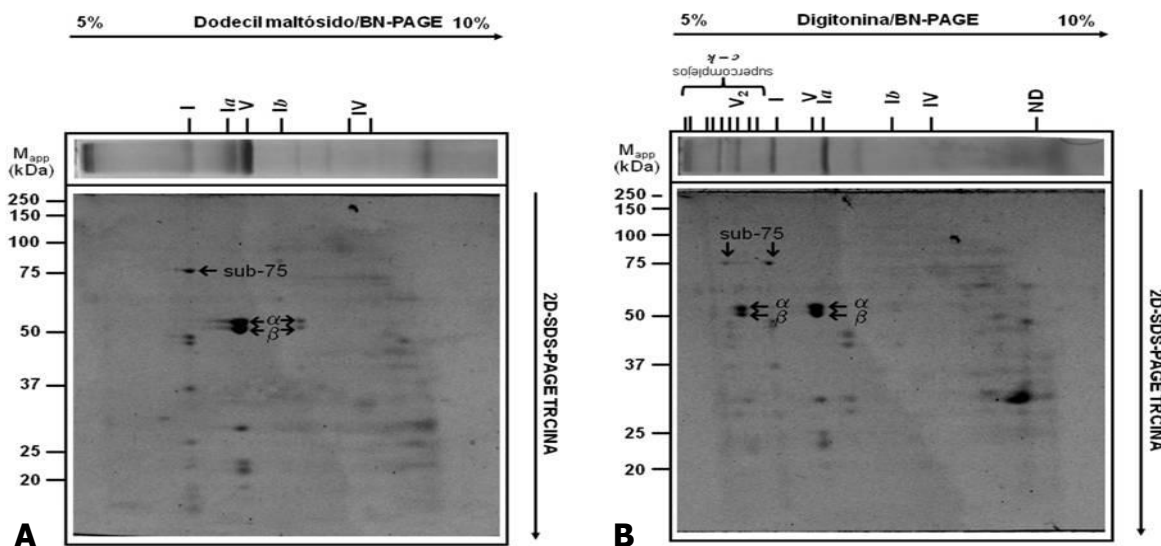 5% Dodecil maltósido/BN-PAGE 10%
I Ia V Ib IV
Mapp
(kDa)
250
150
100
75
50
37
25
20
sub-75
α
β
2D-SDS-PAGE TRCINA
A
5% Digitonina/BN-PAGE 10%
supercomplejos
c – k
V2 I V Ia Ib IV ND
Mapp
(kDa)
250
150
100
75
50
37
25
20
sub-75
α α
β β
2D-SDS-PAGE TRCINA
B